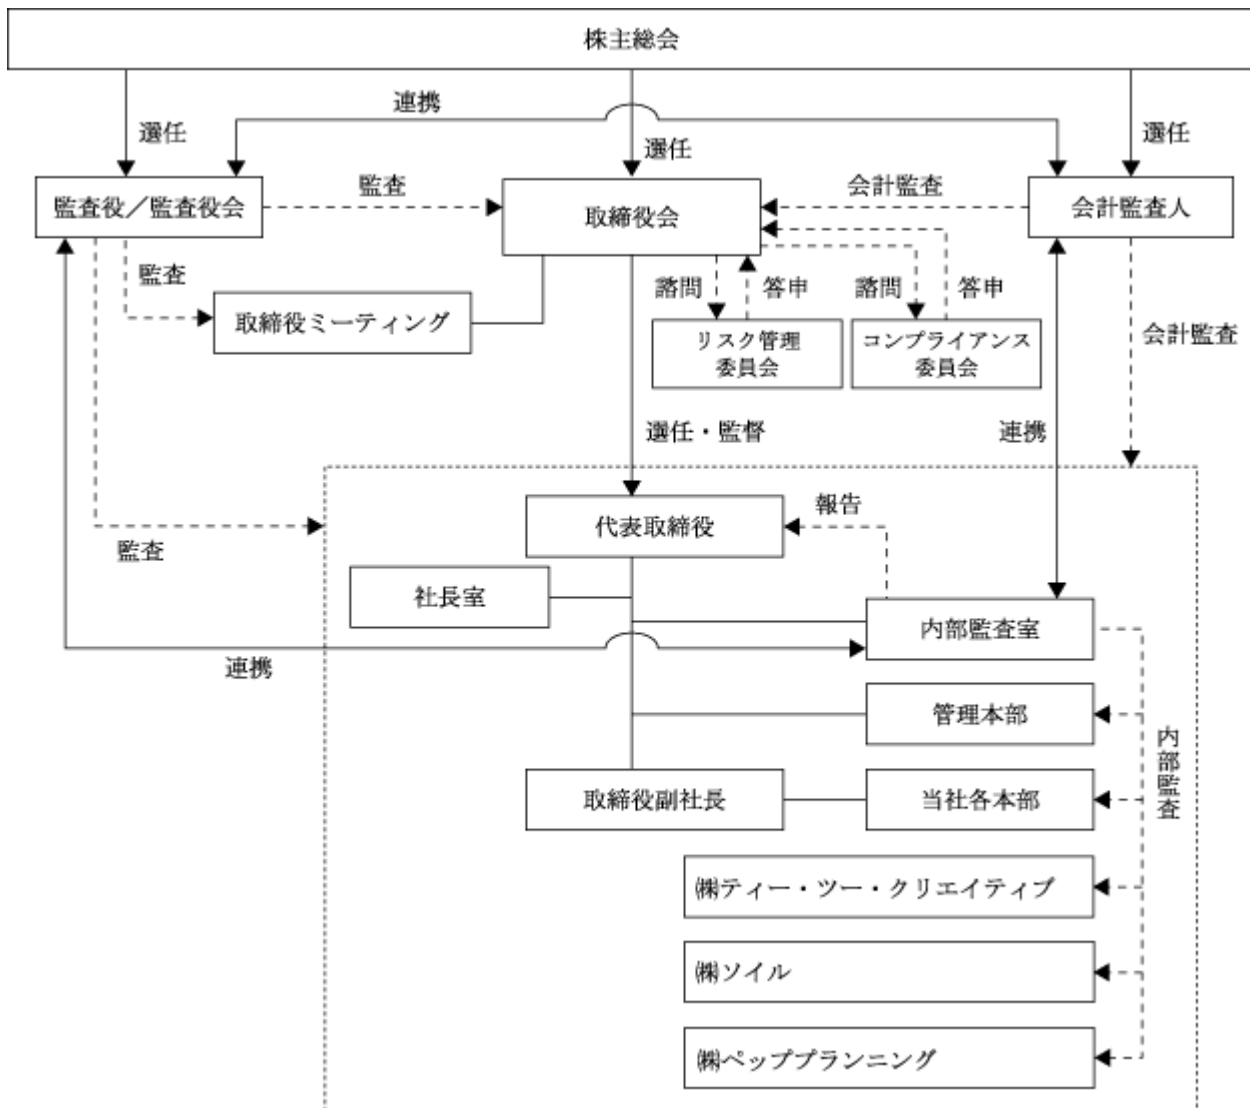 株主総会
連携
選任
選任
選任
監査役／監査役会
監査
取締役会
会計監査
会計監査人
監査
取締役ミーティング
諮問
答申
諮問
答申
リスク管理
委員会
コンプライアンス
委員会
会計監査
選任・監督
連携
代表取締役
報告
監査
社長室
内部監査室
連携
管理本部
内部監査
取締役副社長
当社各本部
㈱ティー・ツー・クリエイティブ
㈱ソイル
㈱ペッププランニング